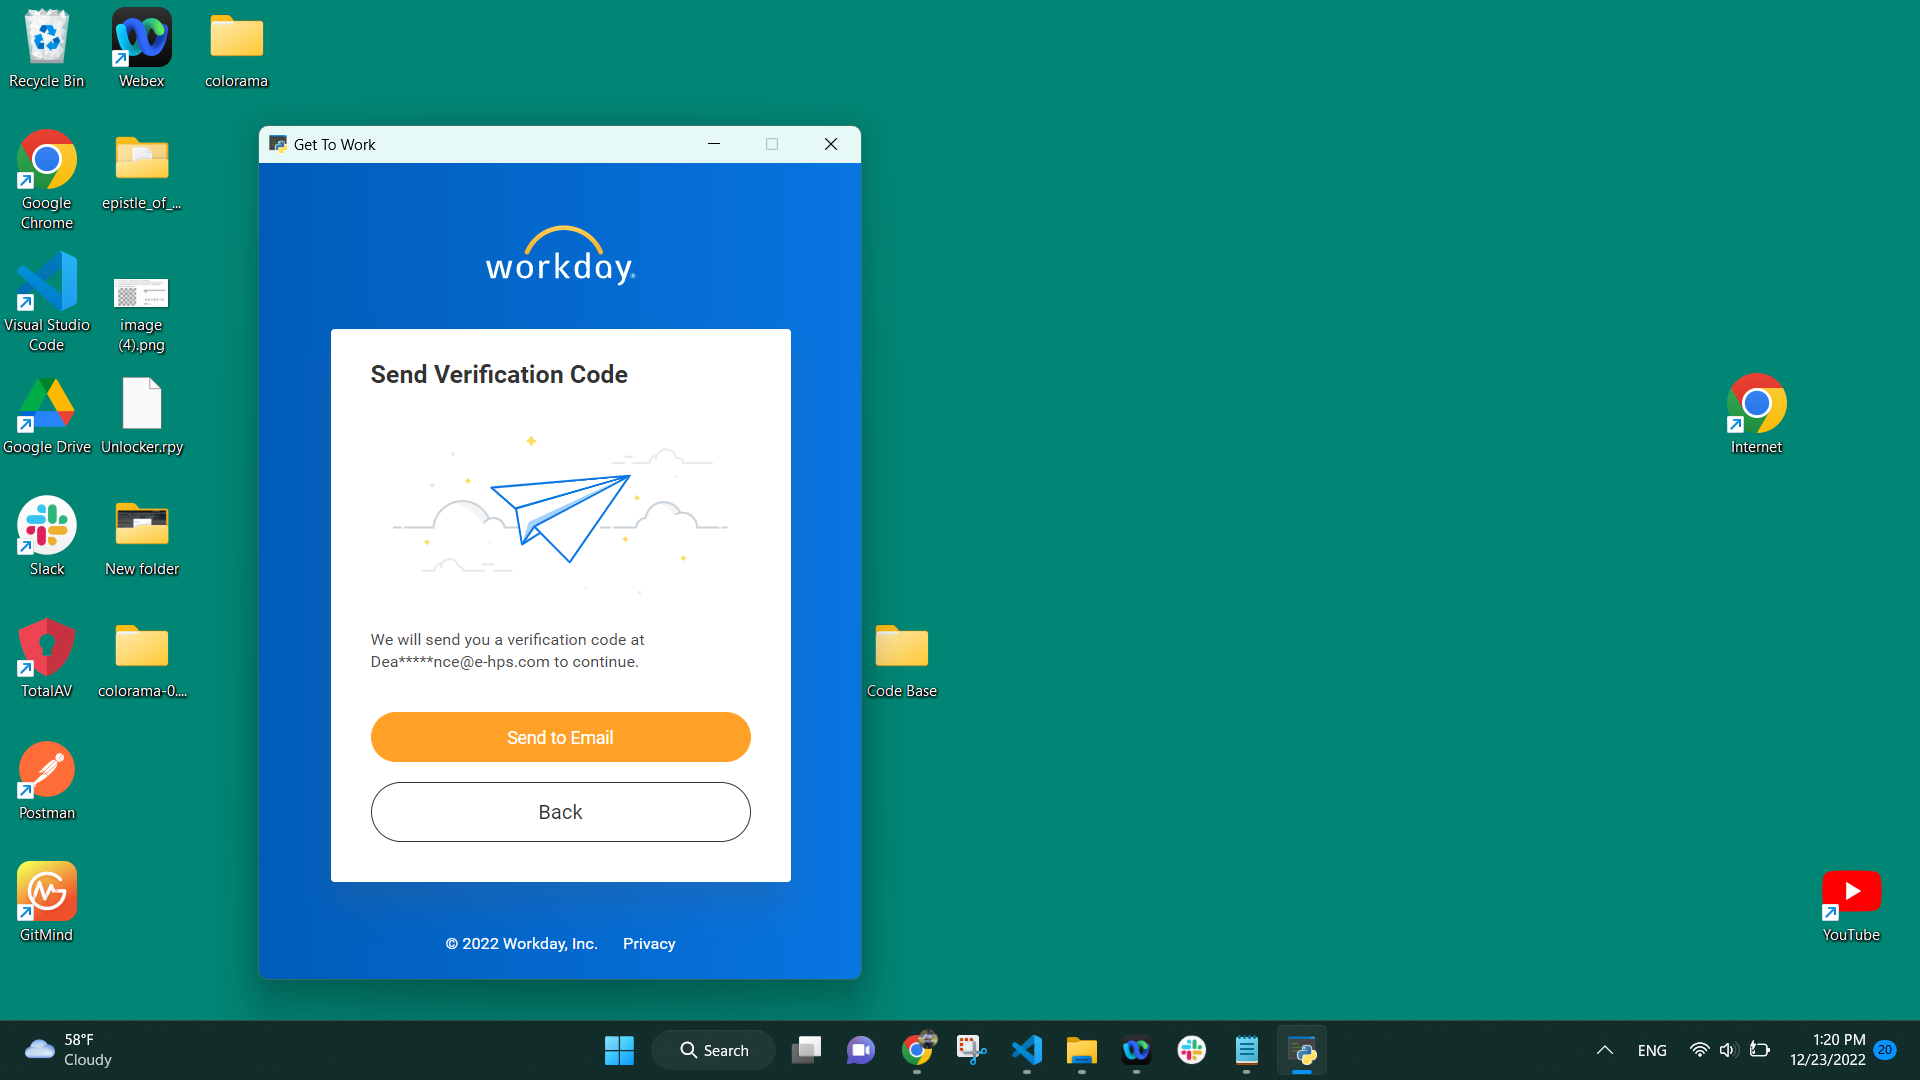 Recycle Bin
Webex
colorama
Google
Chrome
epistle_of_...
Visual Studio
Code
image
(4).png
Google Drive
Unlocker.rpy
Slack
New folder
TotalAV
colorama-0....
Postman
GitMind
Get To Work
workday
Send Verification Code
We will send you a verification code at
Dea*****nce@e-hps.com to continue.
Send to Email
Back
© 2022 Workday, Inc.
Privacy
Code Base
Internet
YouTube
58°F
Cloudy
Search
ENG
1:20 PM
12/23/2022
20